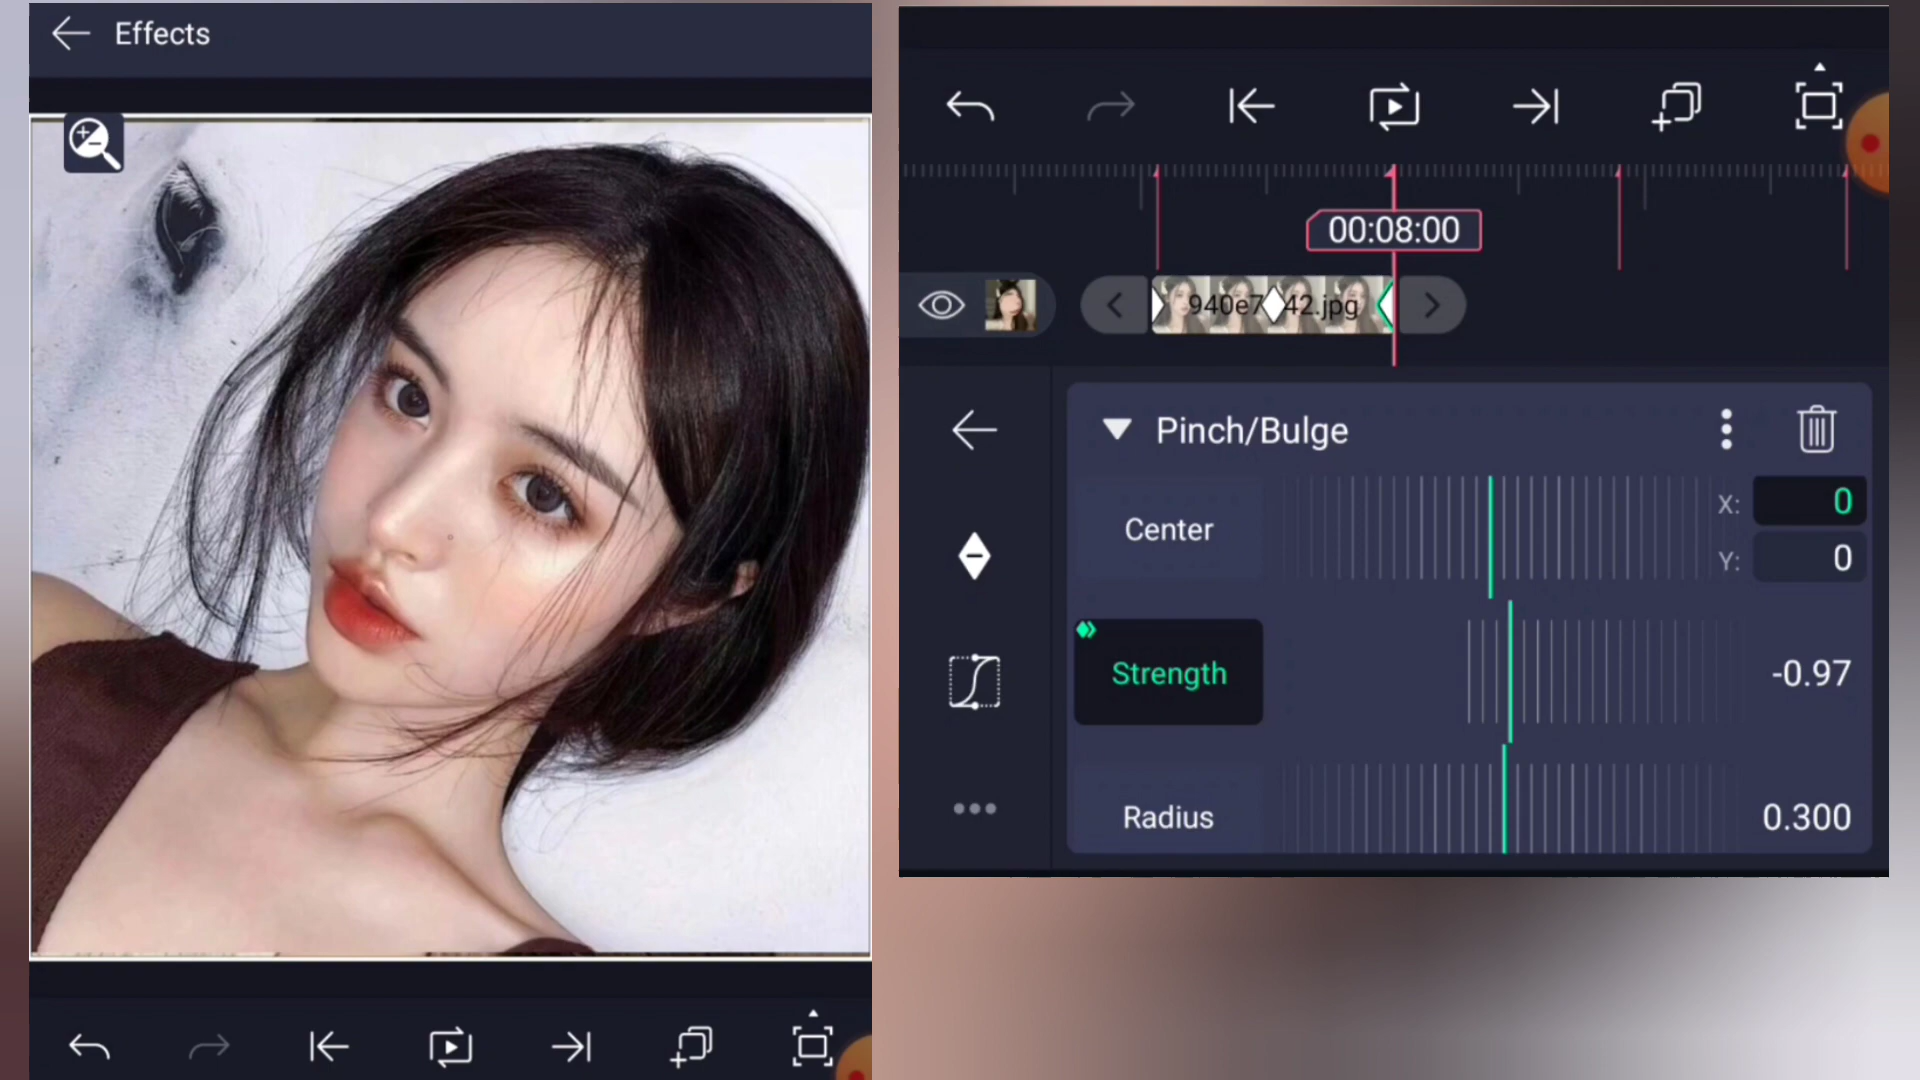 Effects
00:08:00
940e7 42.jpg
Pinch/Bulge
Center
X: 0
Y: 0
Strength
-0.97
Radius
0.300